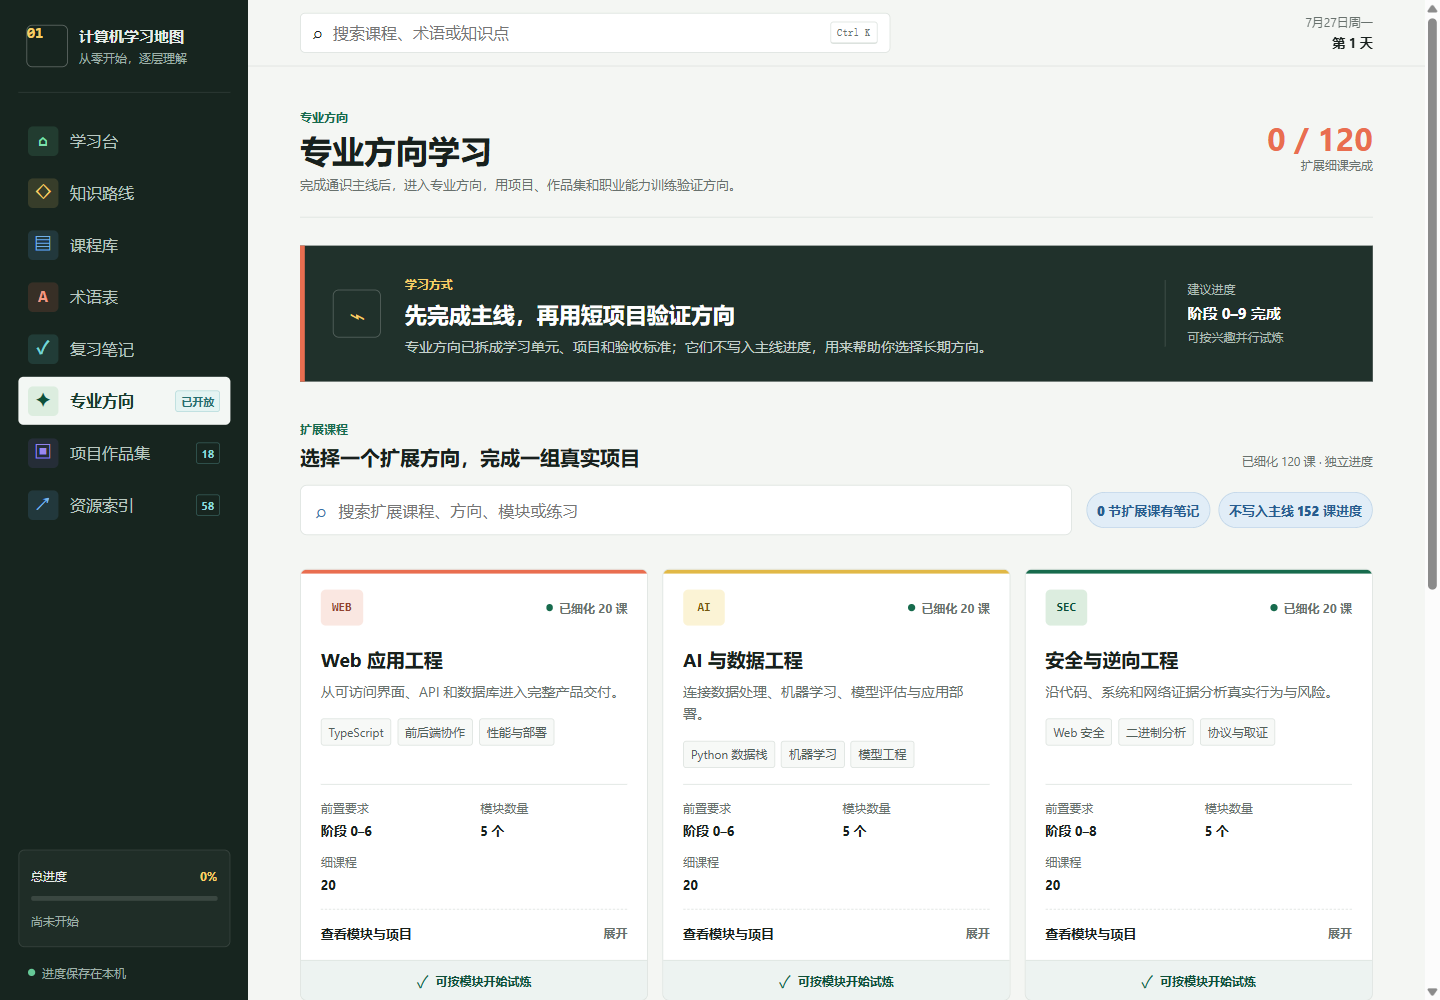 01
计算机学习地图
从零开始，逐层理解
学习台
知识路线
课程库
A 术语表
复习笔记
专业方向 已开放
项目作品集 18
资源索引 58
总进度 0%
尚未开始
进度保存在本机
搜索课程、术语或知识点 Ctrl K
7月27日周一
第 1 天
专业方向
专业方向学习
完成通识主线后，进入专业方向，用项目、作品集和职业能力训练验证方向。
0 / 120
扩展细课完成
学习方式
先完成主线，再用短项目验证方向
专业方向已拆成学习单元、项目和验收标准；它们不写入主线进度，用来帮助你选择长期方向。
建议进度
阶段 0–9 完成
可按兴趣并行试炼
扩展课程
选择一个扩展方向，完成一组真实项目
已细化 120 课 · 独立进度
搜索扩展课程、方向、模块或练习
0 节扩展课有笔记
不写入主线 152 课进度
WEB
已细化 20 课
Web 应用工程
从可访问界面、API 和数据库进入完整产品交付。
TypeScript 前后端协作 性能与部署
前置要求 模块数量
阶段 0–6 5 个
细课程
20
查看模块与项目 展开
✓ 可按模块开始试炼
AI
已细化 20 课
AI 与数据工程
连接数据处理、机器学习、模型评估与应用部
署。
Python 数据栈 机器学习 模型工程
前置要求 模块数量
阶段 0–6 5 个
细课程
20
查看模块与项目 展开
✓ 可按模块开始试炼
SEC
已细化 20 课
安全与逆向工程
沿代码、系统和网络证据分析真实行为与风险。
Web 安全 二进制分析 协议与取证
前置要求 模块数量
阶段 0–8 5 个
细课程
20
查看模块与项目 展开
✓ 可按模块开始试炼